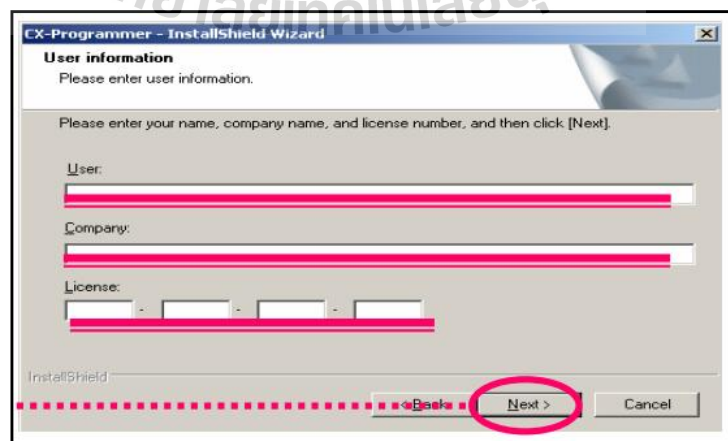 CX-Programmer - InstallShield Wizard
User information
Please enter user information.
Please enter your name, company name, and license number, and then click [Next].
User:
Company:
License:
- - -
InstallShield
< Back Next > Cancel